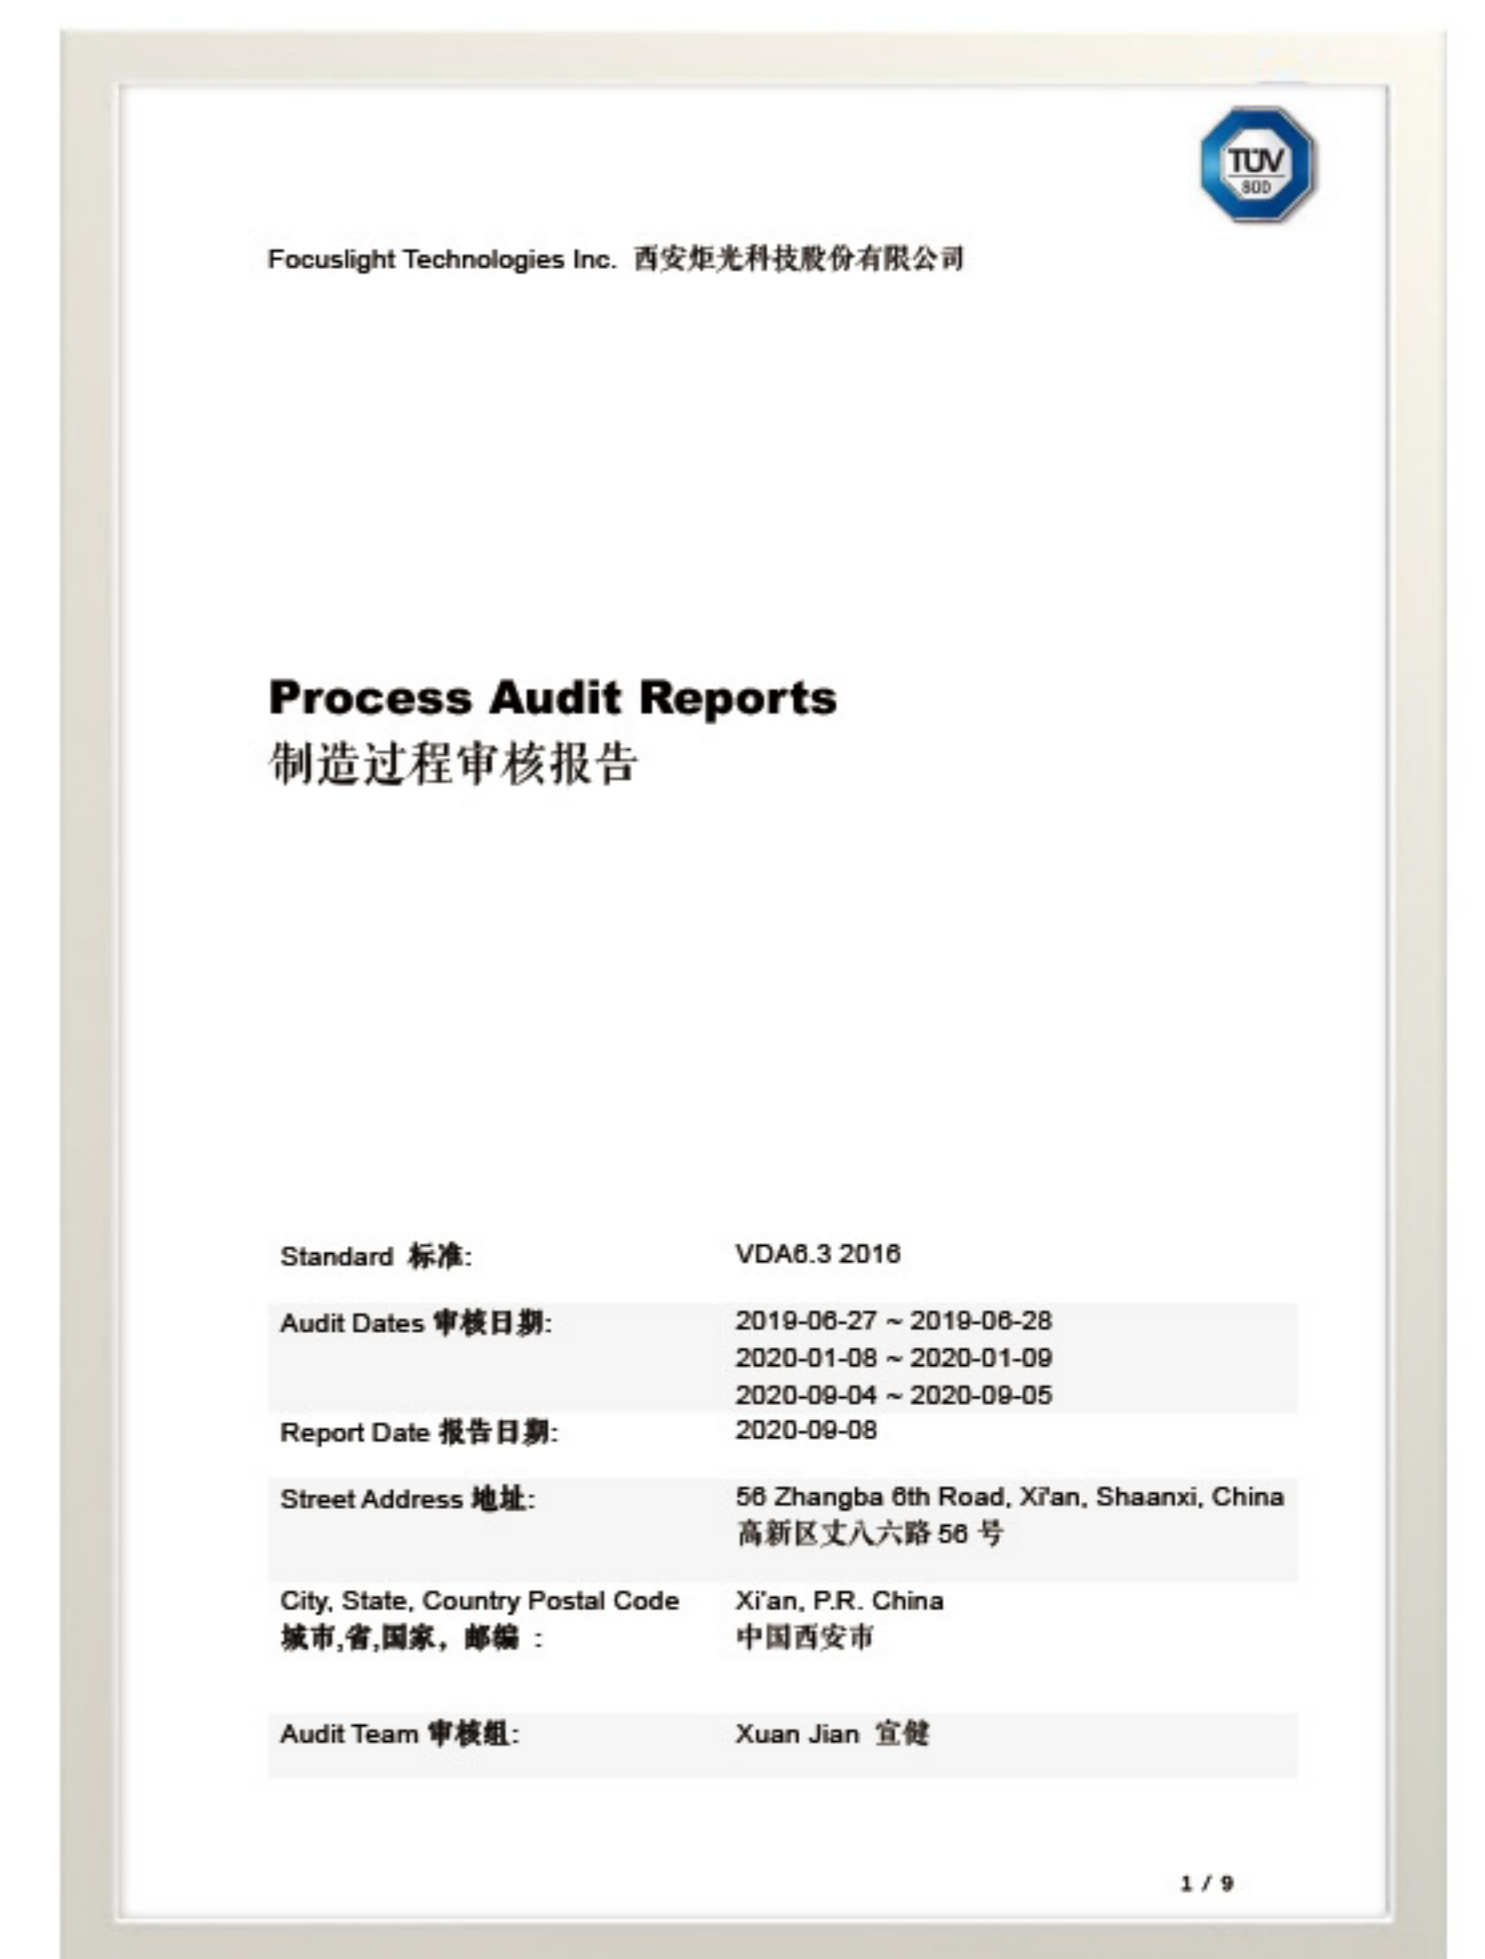 TÜV
SÜD
Focuslight Technologies Inc. 西安炬光科技股份有限公司
Process Audit Reports
制造过程审核报告
Standard 标准: VDA6.3 2016
Audit Dates 审核日期: 2019-06-27 ~ 2019-06-28
2020-01-08 ~ 2020-01-09
2020-09-04 ~ 2020-09-05
Report Date 报告日期: 2020-09-08
Street Address 地址: 56 Zhangba 6th Road, Xi'an, Shaanxi, China
高新区丈八六路 56 号
City, State, Country Postal Code Xi'an, P.R. China
城市,省,国家，邮编 : 中国西安市
Audit Team 审核组: Xuan Jian 宣健
1 / 9